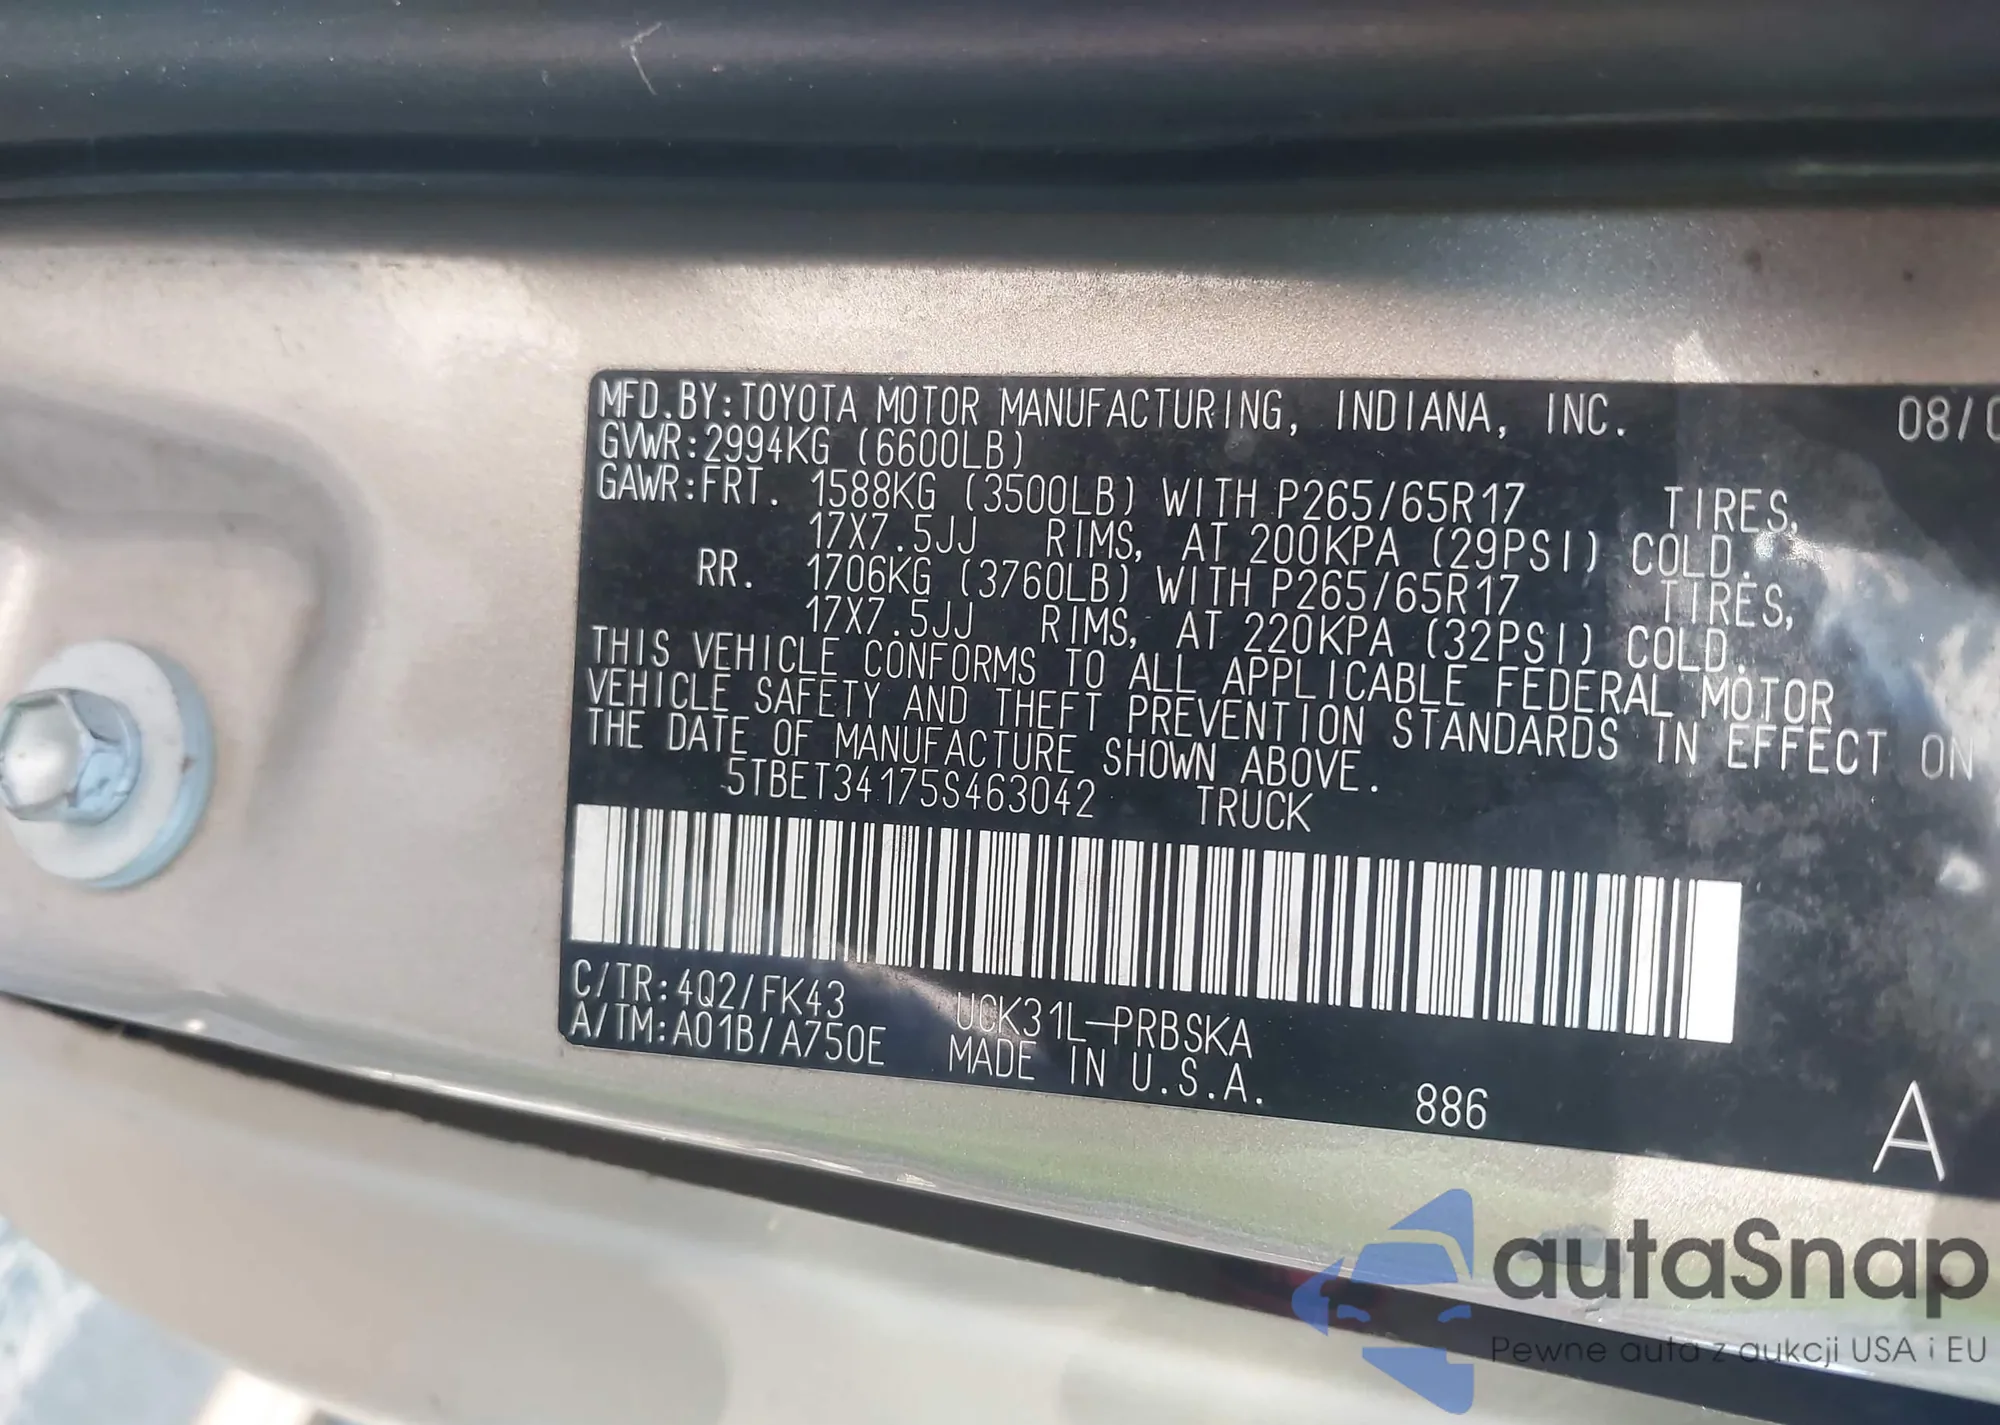 MFD.BY:TOYOTA MOTOR MANUFACTURING, INDIANA, INC. 08/0
GVWR:2994KG (6600LB)
GAWR:FRT. 1588KG (3500LB) WITH P265/65R17 TIRES,
17X7.5JJ RIMS, AT 200KPA (29PSI) COLD.
RR. 1706KG (3760LB) WITH P265/65R17 TIRES,
17X7.5JJ RIMS, AT 220KPA (32PSI) COLD.
THIS VEHICLE CONFORMS TO ALL APPLICABLE FEDERAL MOTOR
VEHICLE SAFETY AND THEFT PREVENTION STANDARDS IN EFFECT ON
THE DATE OF MANUFACTURE SHOWN ABOVE.
5TBET34175S463042 TRUCK
C/TR:4Q2/FK43 UCK31L-PRBSKA
A/TM:A01B/A750E MADE IN U.S.A.
886
A
autaSnap
Pewne auta z aukcji USA i EU